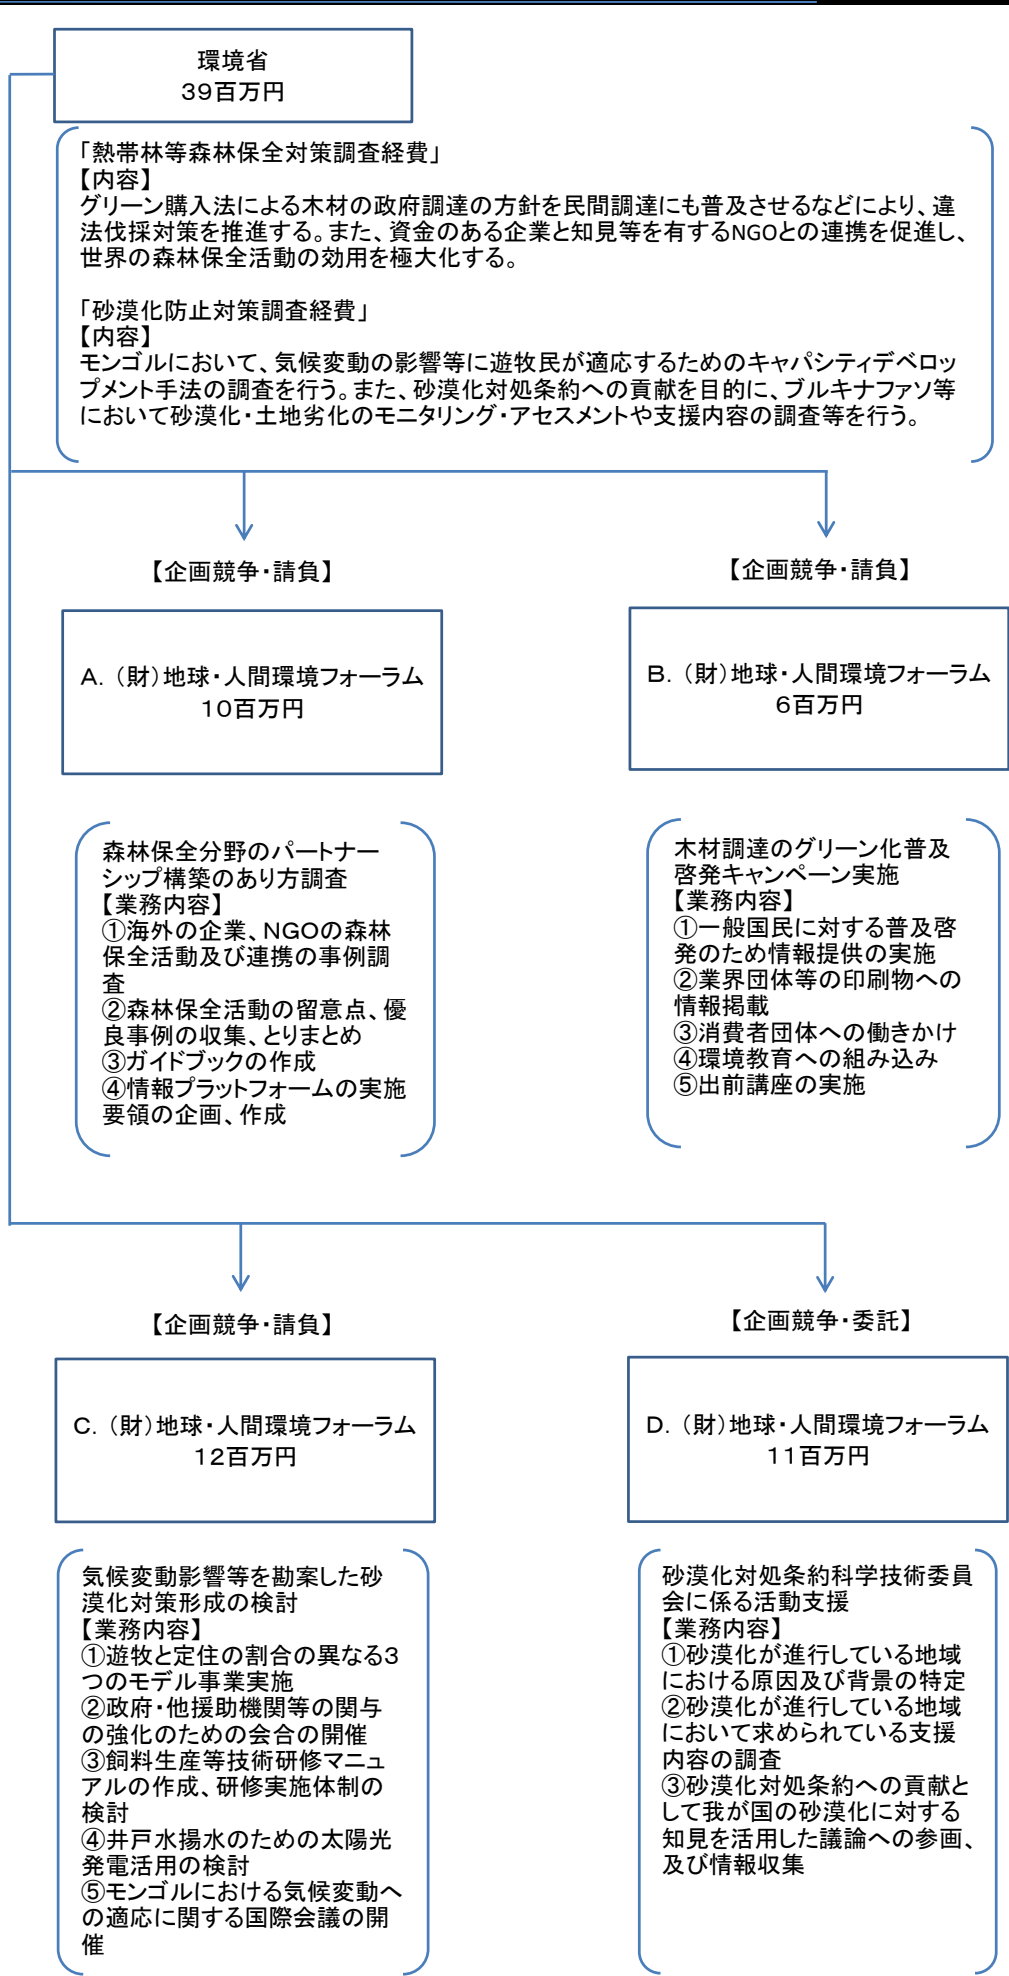 環境省
39百万円
「熱帯林等森林保全対策調査経費」
【内容】
グリーン購入法による木材の政府調達の方針を民間調達にも普及させるなどにより、違
法伐採対策を推進する。また、資金のある企業と知見等を有するNGOとの連携を促進し、
世界の森林保全活動の効用を極大化する。
「砂漠化防止対策調査経費」
【内容】
モンゴルにおいて、気候変動の影響等に遊牧民が適応するためのキャパシティデベロッ
プメント手法の調査を行う。また、砂漠化対処条約への貢献を目的に、ブルキナファソ等
において砂漠化・土地劣化のモニタリング・アセスメントや支援内容の調査等を行う。
【企画競争・請負】
A．（財）地球・人間環境フォーラム
10百万円
森林保全分野のパートナー
シップ構築のあり方調査
【業務内容】
①海外の企業、NGOの森林
保全活動及び連携の事例調
査
②森林保全活動の留意点、優
良事例の収集、とりまとめ
③ガイドブックの作成
④情報プラットフォームの実施
要領の企画、作成
【企画競争・請負】
B．（財）地球・人間環境フォーラム
6百万円
木材調達のグリーン化普及
啓発キャンペーン実施
【業務内容】
①一般国民に対する普及啓
発のため情報提供の実施
②業界団体等の印刷物への
情報掲載
③消費者団体への働きかけ
④環境教育への組み込み
⑤出前講座の実施
【企画競争・請負】
C．（財）地球・人間環境フォーラム
12百万円
気候変動影響等を勘案した砂
漠化対策形成の検討
【業務内容】
①遊牧と定住の割合の異なる3
つのモデル事業実施
②政府・他援助機関等の関与
の強化のための会合の開催
③飼料生産等技術研修マニュ
アルの作成、研修実施体制の
検討
④井戸水揚水のための太陽光
発電活用の検討
⑤モンゴルにおける気候変動へ
の適応に関する国際会議の開
催
【企画競争・委託】
D．（財）地球・人間環境フォーラム
11百万円
砂漠化対処条約科学技術委員
会に係る活動支援
【業務内容】
①砂漠化が進行している地域
における原因及び背景の特定
②砂漠化が進行している地域
において求められている支援
内容の調査
③砂漠化対処条約への貢献と
して我が国の砂漠化に対する
知見を活用した議論への参画、
及び情報収集